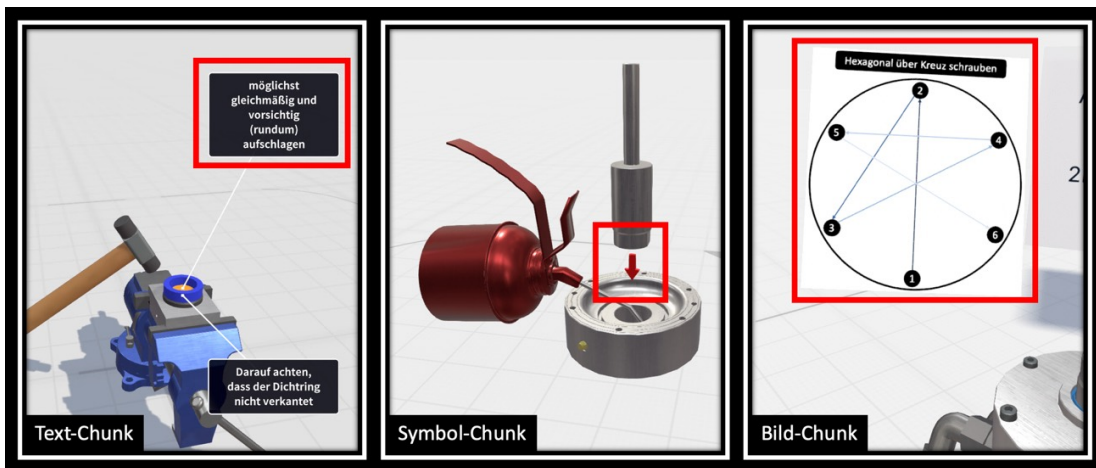 möglichst
gleichmäßig und
vorsichtig
(rundum)
aufschlagen
Darauf achten,
dass der Dichtring
nicht verkantet
Text-Chunk
Symbol-Chunk
Hexagonal über Kreuz schrauben
2
5
4
3
6
1
2
Bild-Chunk